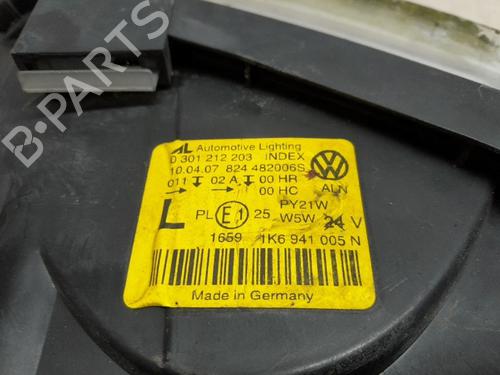 AL Automotive Lighting
0 301 212 203 INDEX
10.04.07 824 482006S
011 02 A 00 HR ALN
00 HC
L PL E1 25 PY21W
W5W 24 V
1659 1K6 941 005 N
Made in Germany
B-PARTS